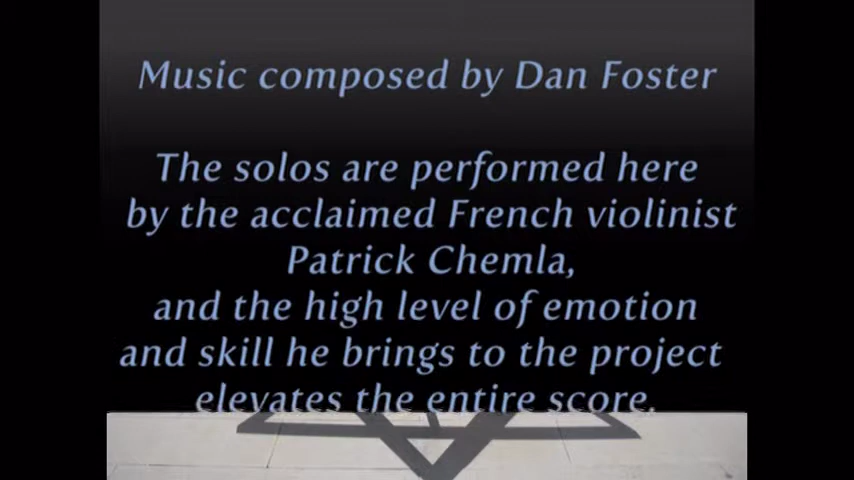 Music composed by Dan Foster
The solos are performed here
by the acclaimed French violinist
Patrick Chemla,
and the high level of emotion
and skill he brings to the project
elevates the entire score.